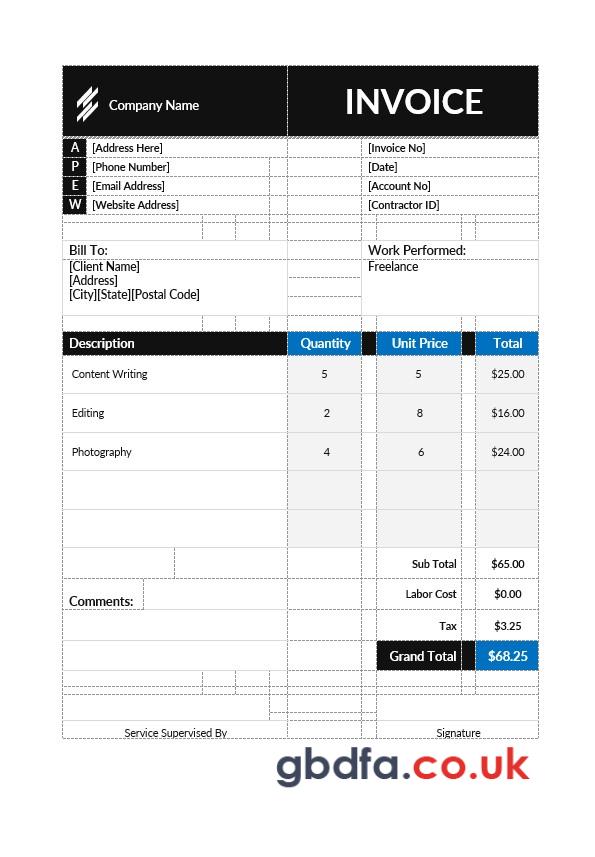 Company Name
INVOICE
A [Address Here] [Invoice No]
P [Phone Number] [Date]
E [Email Address] [Account No]
W [Website Address] [Contractor ID]
Bill To: Work Performed:
[Client Name] Freelance
[Address]
[City][State][Postal Code]
Description Quantity Unit Price Total
Content Writing 5 5 $25.00
Editing 2 8 $16.00
Photography 4 6 $24.00
Sub Total $65.00
Labor Cost $0.00
Comments:
Tax $3.25
Grand Total $68.25
Service Supervised By Signature
gbdfa.co.uk